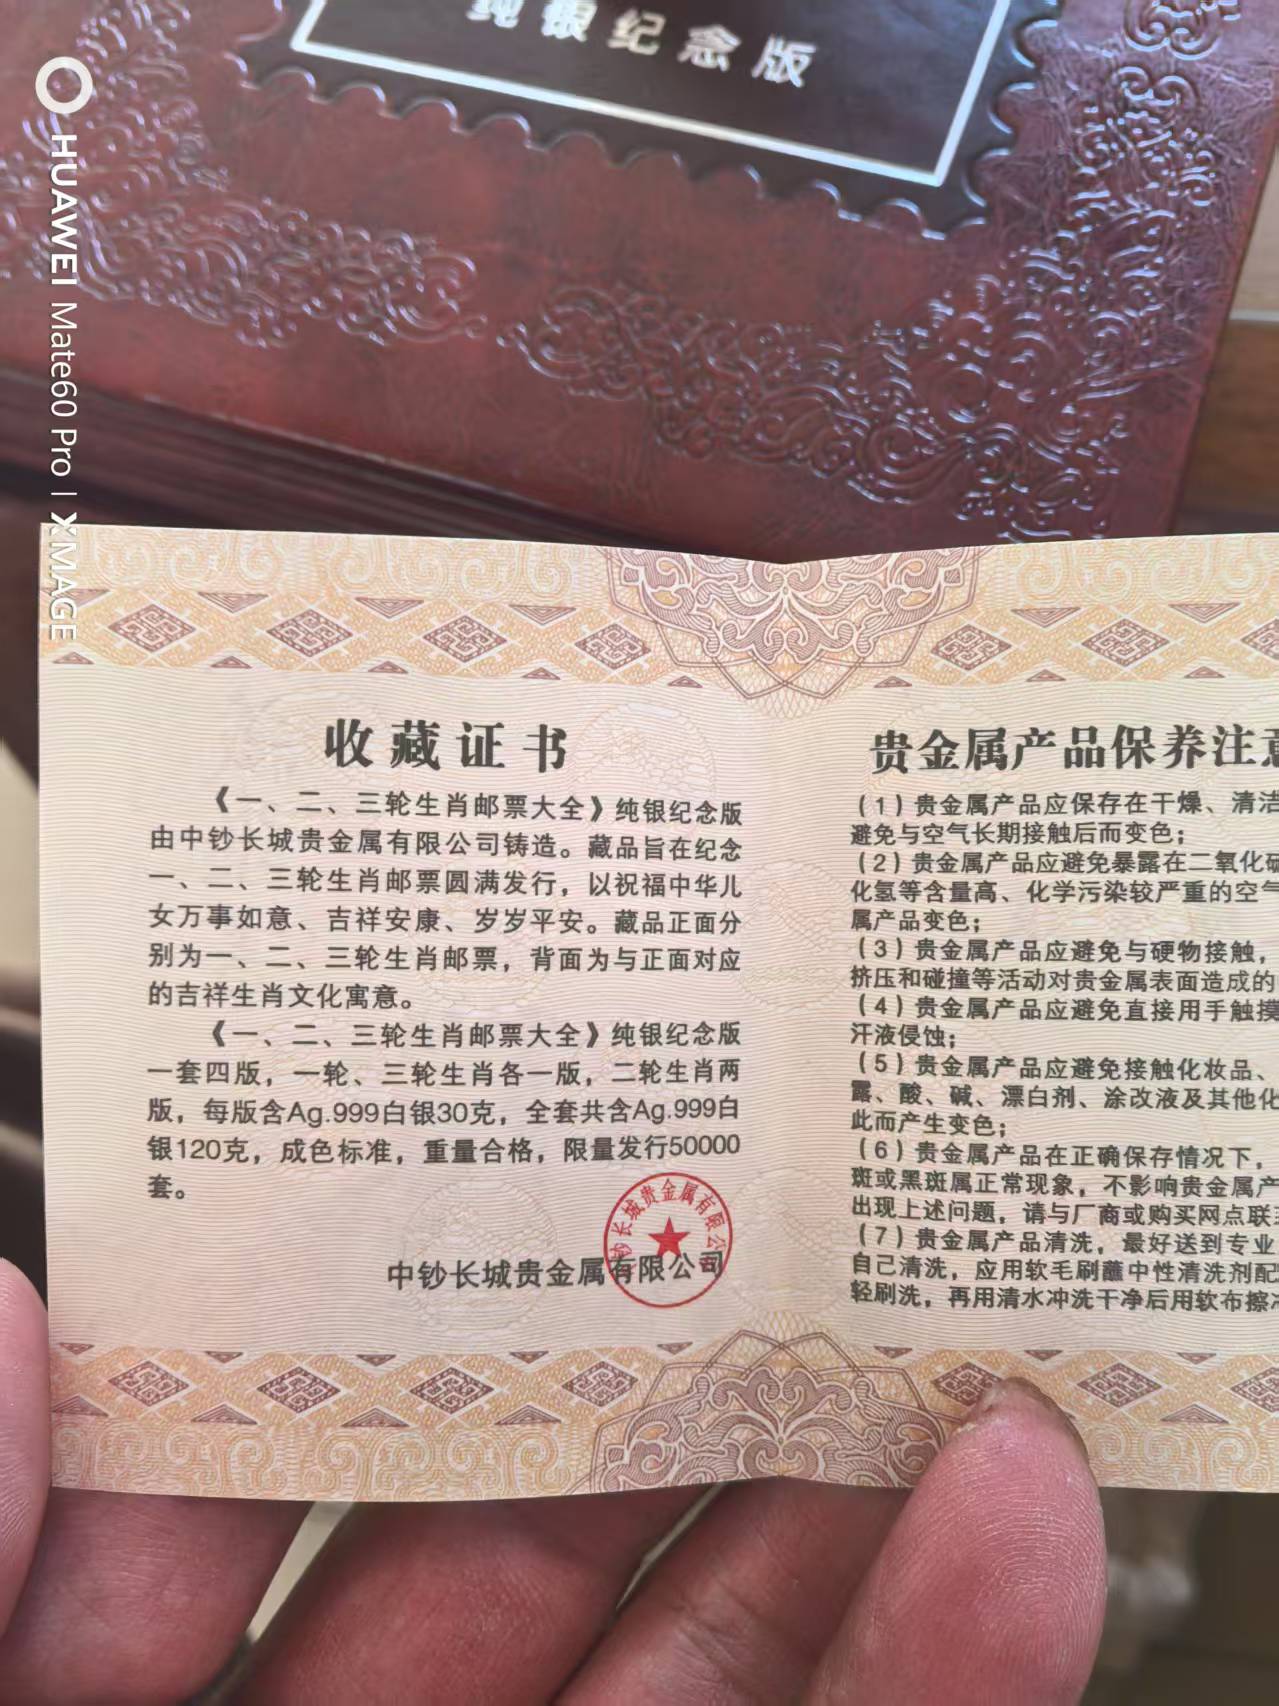 纯银纪念版
HUAWEI Mate60 Pro | XMAGE
收藏证书
《一、二、三轮生肖邮票大全》纯银纪念版
由中钞长城贵金属有限公司铸造。藏品旨在纪念
一、二、三轮生肖邮票圆满发行，以祝福中华儿
女万事如意、吉祥安康、岁岁平安。藏品正面分
别为一、二、三轮生肖邮票，背面为与正面对应
的吉祥生肖文化寓意。
《一、二、三轮生肖邮票大全》纯银纪念版
一套四版，一轮、三轮生肖各一版，二轮生肖两
版，每版含Ag.999白银30克，全套共含Ag.999白
银120克，成色标准，重量合格，限量发行50000
套。
中钞长城贵金属有限公司
中钞长城贵金属有限公司
贵金属产品保养注意
（1）贵金属产品应保存在干燥、清洁
避免与空气长期接触后而变色；
（2）贵金属产品应避免暴露在二氧化硫
化氢等含量高、化学污染较严重的空气
属产品变色；
（3）贵金属产品应避免与硬物接触，
挤压和碰撞等活动对贵金属表面造成的
（4）贵金属产品应避免直接用手触摸
汗液侵蚀；
（5）贵金属产品应避免接触化妆品、
露、酸、碱、漂白剂、涂改液及其他化
此而产生变色；
（6）贵金属产品在正确保存情况下，
斑或黑斑属正常现象，不影响贵金属产
出现上述问题，请与厂商或购买网点联
（7）贵金属产品清洗，最好送到专业
自己清洗，应用软毛刷蘸中性清洗剂配
轻刷洗，再用清水冲洗干净后用软布擦